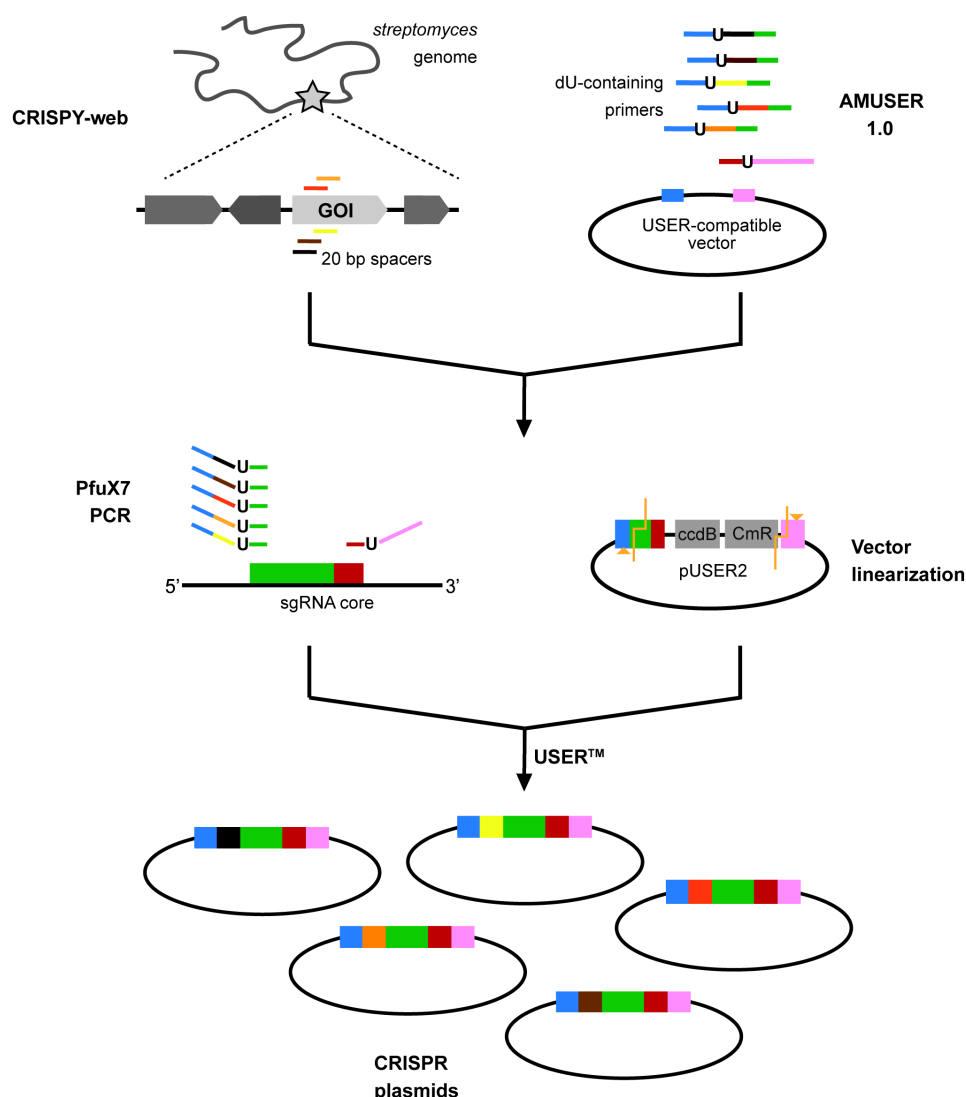 streptomyces
genome
CRISPY-web
GOI
20 bp spacers
U
U
dU-containing
U
primers
U
U
U
AMUSER
1.0
USER-compatible
vector
PfuX7
PCR
U
U
U
U
U
U
5’
3’
sgRNA core
ccdB
CmR
pUSER2
Vector
linearization
USER™
CRISPR
plasmids